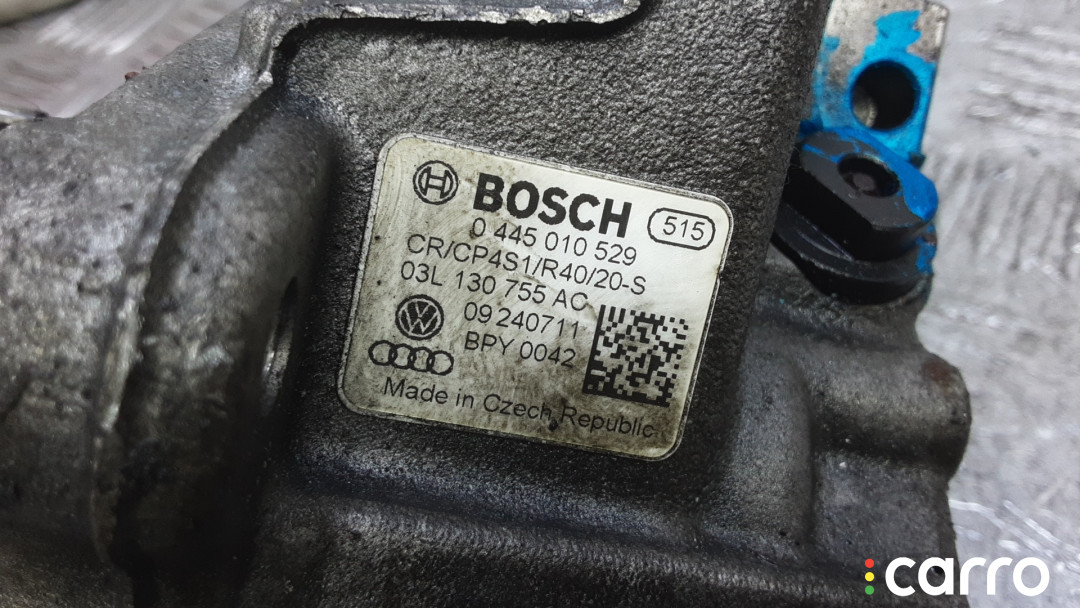 BOSCH 515
0 445 010 529
CR/CP4S1/R40/20-S
03L 130 755 AC
09 240711
BPY 0042
Made in Czech Republic
carro